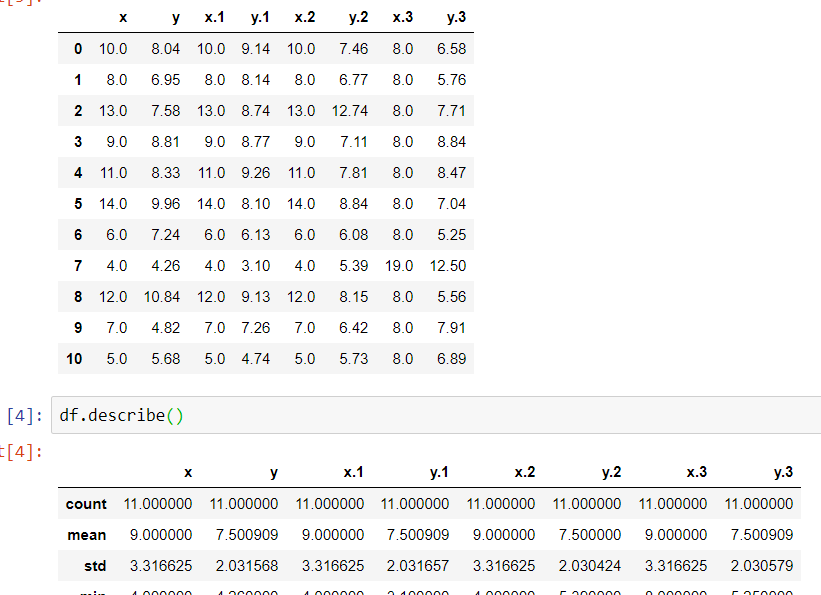 x y x.1 y.1 x.2 y.2 x.3 y.3
0 10.0 8.04 10.0 9.14 10.0 7.46 8.0 6.58
1 8.0 6.95 8.0 8.14 8.0 6.77 8.0 5.76
2 13.0 7.58 13.0 8.74 13.0 12.74 8.0 7.71
3 9.0 8.81 9.0 8.77 9.0 7.11 8.0 8.84
4 11.0 8.33 11.0 9.26 11.0 7.81 8.0 8.47
5 14.0 9.96 14.0 8.10 14.0 8.84 8.0 7.04
6 6.0 7.24 6.0 6.13 6.0 6.08 8.0 5.25
7 4.0 4.26 4.0 3.10 4.0 5.39 19.0 12.50
8 12.0 10.84 12.0 9.13 12.0 8.15 8.0 5.56
9 7.0 4.82 7.0 7.26 7.0 6.42 8.0 7.91
10 5.0 5.68 5.0 4.74 5.0 5.73 8.0 6.89
[4]: df.describe()
t[4]:
x y x.1 y.1 x.2 y.2 x.3 y.3
count 11.000000 11.000000 11.000000 11.000000 11.000000 11.000000 11.000000 11.000000
mean 9.000000 7.500909 9.000000 7.500909 9.000000 7.500000 9.000000 7.500909
std 3.316625 2.031568 3.316625 2.031657 3.316625 2.030424 3.316625 2.030579